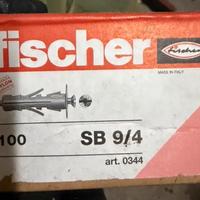 fischer
fischer
MADE IN ITALY
100
SB 9/4
art. 0344